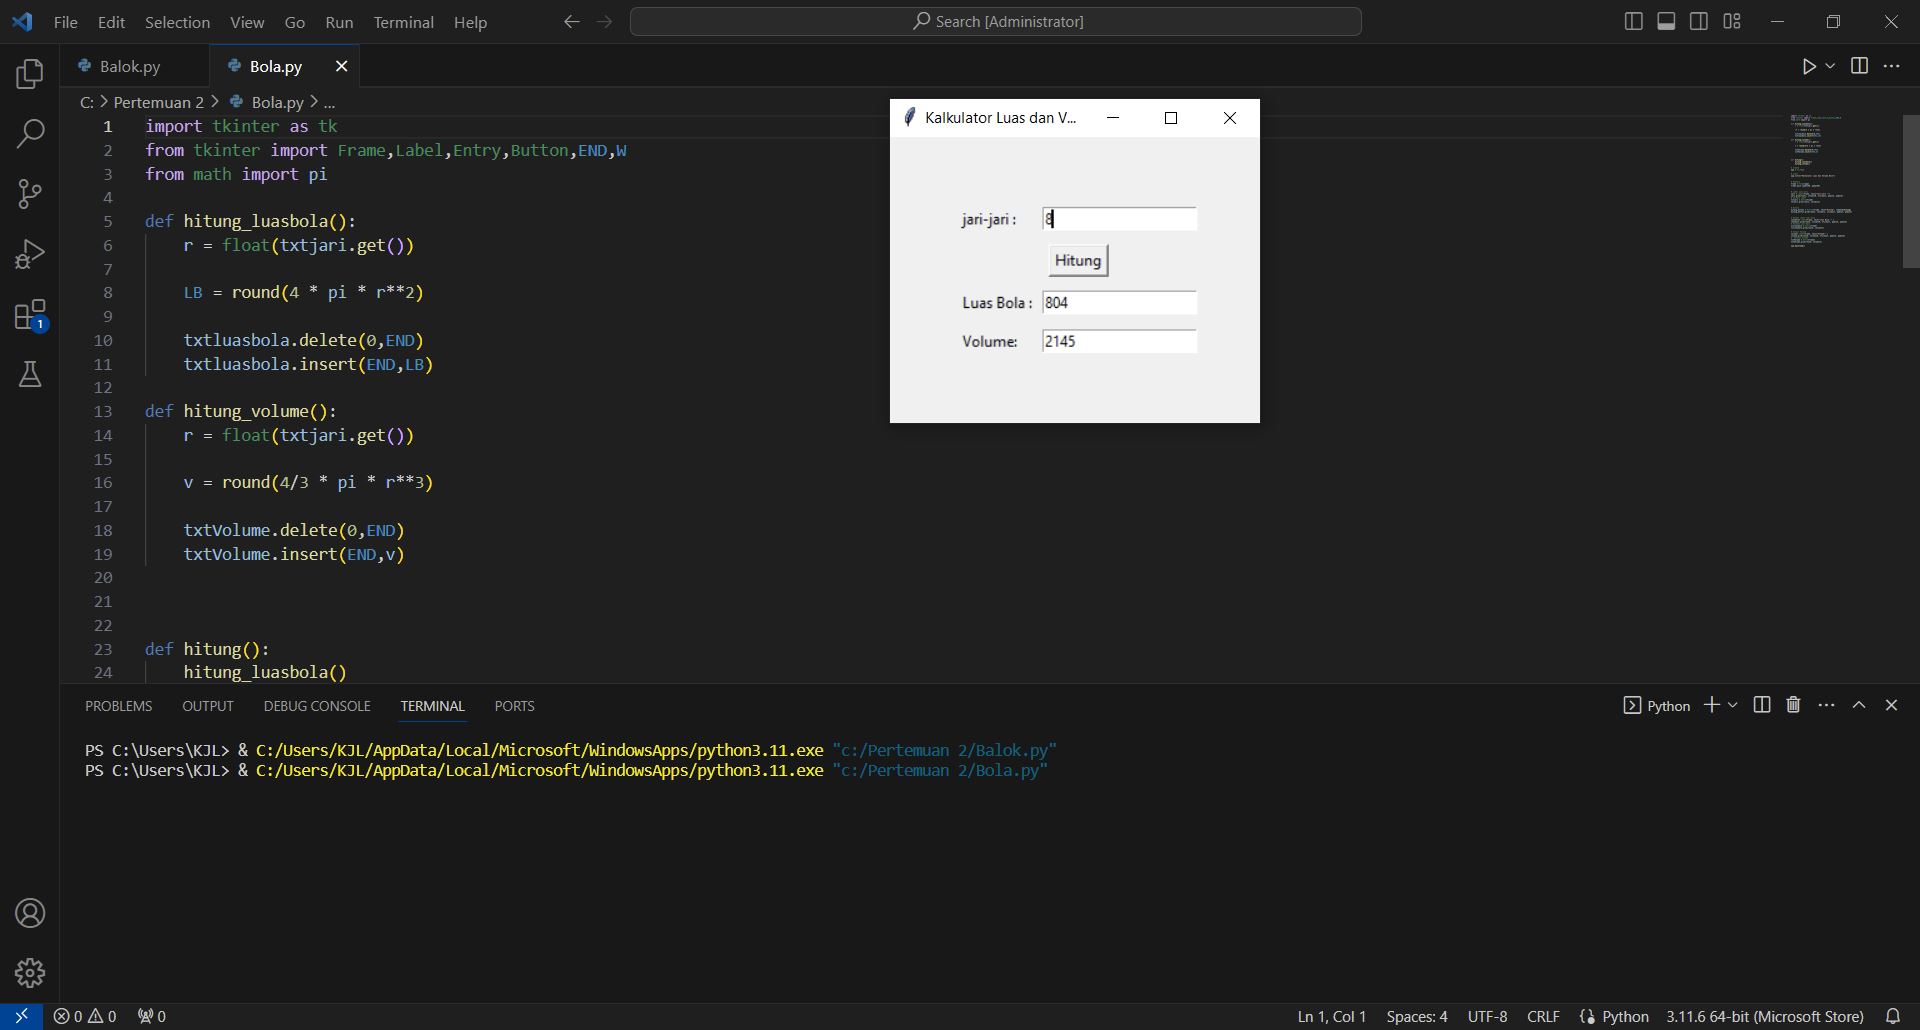 File Edit Selection View Go Run Terminal Help Search [Administrator]
Balok.py Bola.py
C: > Pertemuan 2 > Bola.py > ...
1 import tkinter as tk
2 from tkinter import Frame,Label,Entry,Button,END,W
3 from math import pi
4
5 def hitung_luasbola():
6 r = float(txtjari.get())
7
8 LB = round(4 * pi * r**2)
9
10 txtluasbola.delete(0,END)
11 txtluasbola.insert(END,LB)
12
13 def hitung_volume():
14 r = float(txtjari.get())
15
16 v = round(4/3 * pi * r**3)
17
18 txtVolume.delete(0,END)
19 txtVolume.insert(END,v)
20
21
22
23 def hitung():
24 hitung_luasbola()
Kalkulator Luas dan V...
jari-jari : 8
Hitung
Luas Bola : 804
Volume: 2145
PROBLEMS OUTPUT DEBUG CONSOLE TERMINAL PORTS Python
PS C:\Users\KJL> & C:/Users/KJL/AppData/Local/Microsoft/WindowsApps/python3.11.exe "c:/Pertemuan 2/Balok.py"
PS C:\Users\KJL> & C:/Users/KJL/AppData/Local/Microsoft/WindowsApps/python3.11.exe "c:/Pertemuan 2/Bola.py"
1
0 0 0 Ln 1, Col 1 Spaces: 4 UTF-8 CRLF Python 3.11.6 64-bit (Microsoft Store)